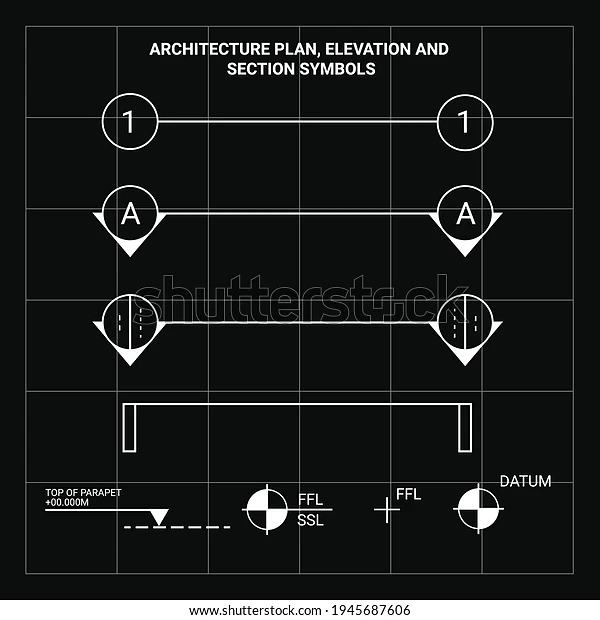 ARCHITECTURE PLAN, ELEVATION AND
SECTION SYMBOLS
1 1
A A
shutterstock
TOP OF PARAPET
+00.000M
FFL
SSL
FFL
DATUM
www.shutterstock.com · 1945687606